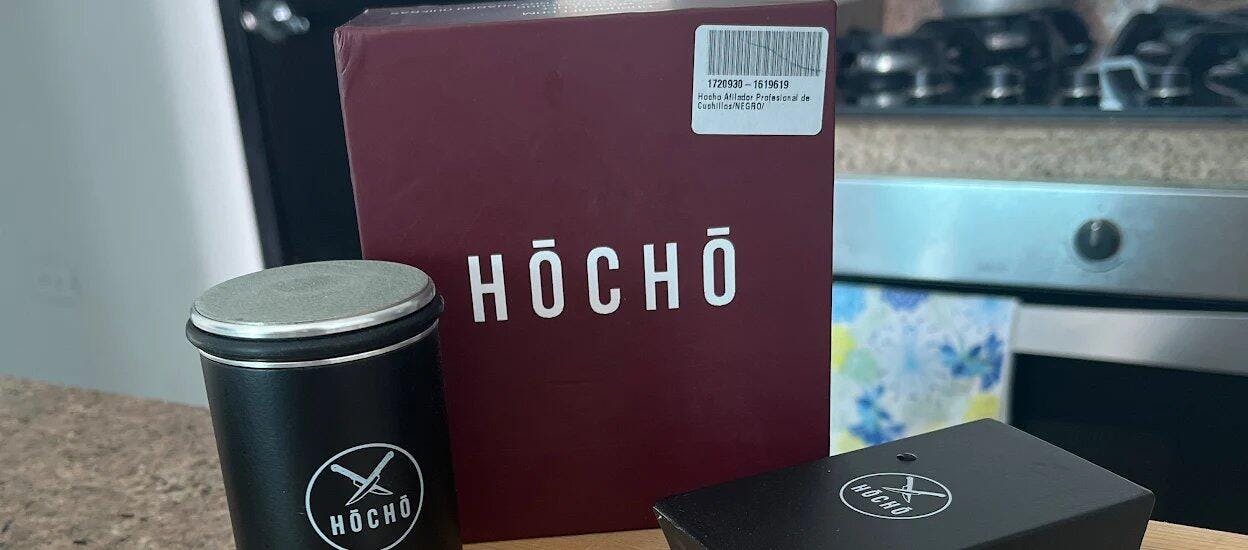 1720930 – 1619619
Hocho Afilador Profesional de
Cuchillos/NEGRO/
HŌCHŌ
HŌCHŌ
HŌCHŌ